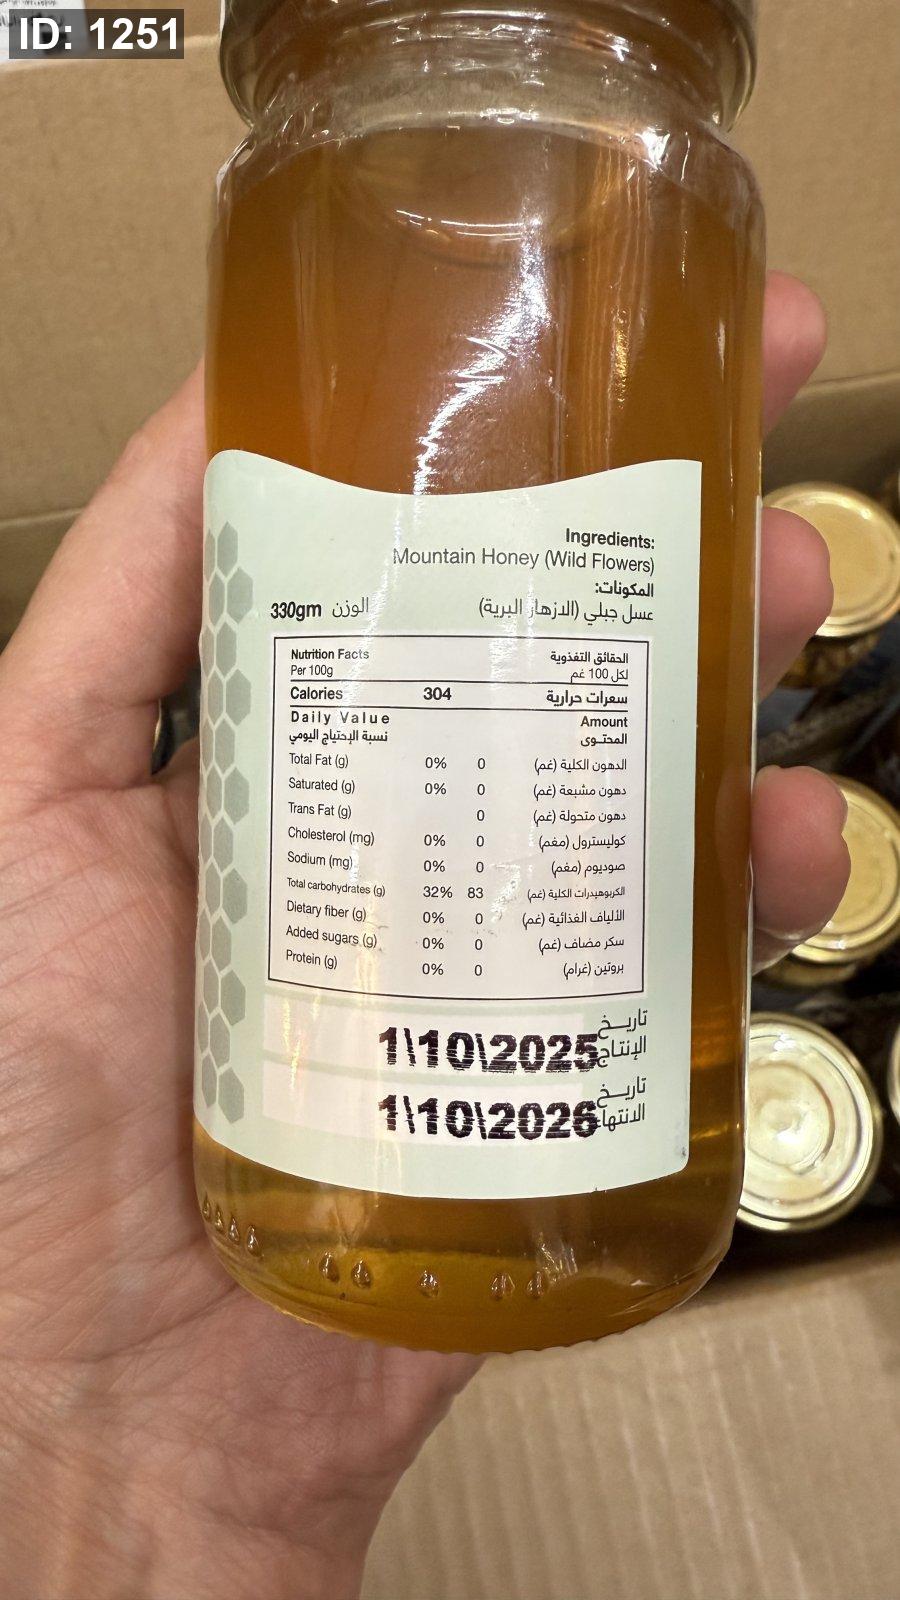 ID: 1251
Ingredients:
Mountain Honey (Wild Flowers)
المكونات:
عسل جبلي (الازهار البرية)
330gm الوزن
Nutrition Facts الحقائق التغذوية
Per 100g لكل 100 غم
Calories 304 سعرات حرارية
Daily Value Amount
نسبة الإحتياج اليومي المحتـوى
Total Fat (g) 0% 0 الدهون الكلية (غم)
Saturated (g) 0% 0 دهون مشبعة (غم)
Trans Fat (g) 0 دهون متحولة (غم)
Cholesterol (mg) 0% 0 كوليسترول (مغم)
Sodium (mg) 0% 0 صوديوم (مغم)
Total carbohydrates (g) 32% 83 الكربوهيدرات الكلية (غم)
Dietary fiber (g) 0% 0 الألياف الغذائية (غم)
Added sugars (g) 0% 0 سكر مضاف (غم)
Protein (g) 0% 0 بروتين (غرام)
تاريـخ
الإنتاج 1\10\2025
تاريـخ
الانتهاء 1\10\2026